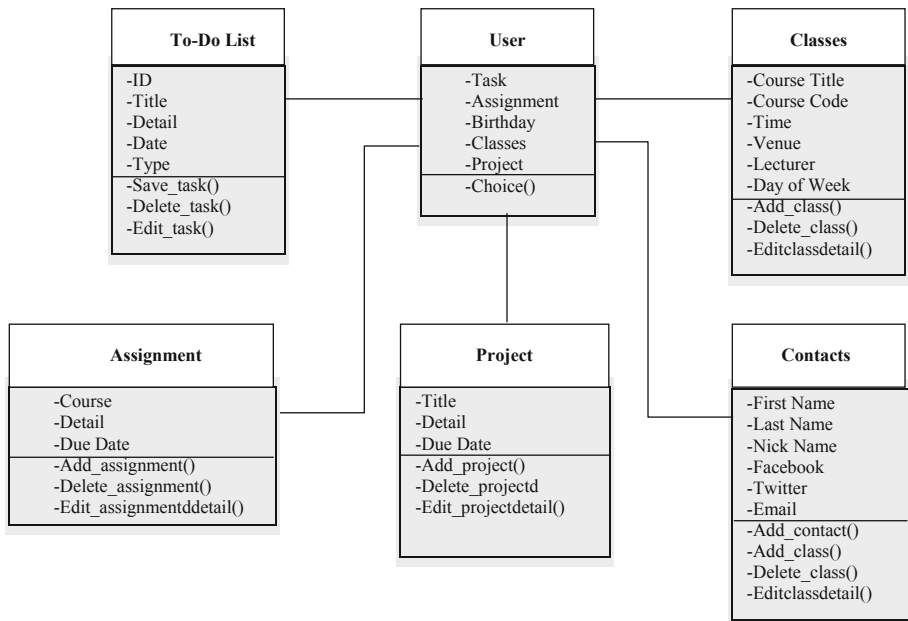 To-Do List
-ID
-Title
-Detail
-Date
-Type
-Save_task()
-Delete_task()
-Edit_task()
User
-Task
-Assignment
-Birthday
-Classes
-Project
-Choice()
Classes
-Course Title
-Course Code
-Time
-Venue
-Lecturer
-Day of Week
-Add_class()
-Delete_class()
-Editclassdetail()
Assignment
-Course
-Detail
-Due Date
-Add_assignment()
-Delete_assignment()
-Edit_assignmentddetail()
Project
-Title
-Detail
-Due Date
-Add_project()
-Delete_projectd
-Edit_projectdetail()
Contacts
-First Name
-Last Name
-Nick Name
-Facebook
-Twitter
-Email
-Add_contact()
-Add_class()
-Delete_class()
-Editclassdetail()